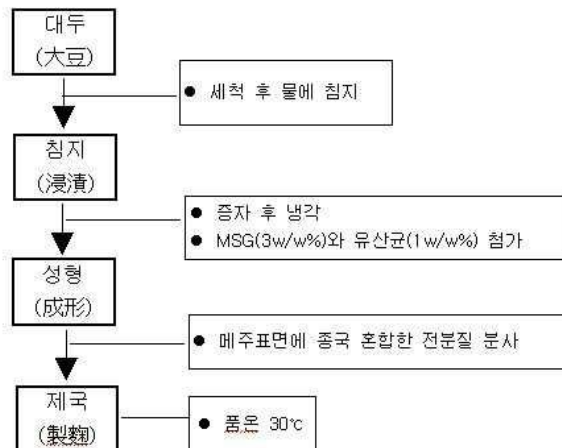 대두
(大豆)
● 세척 후 물에 침지
침지
(浸漬)
● 증자 후 냉각
● MSG(3w/w%)와 유산균(1w/w%) 첨가
성형
(成形)
● 메주표면에 종국 혼합한 전분질 분사
제국
(製麴)
● 품온 30℃